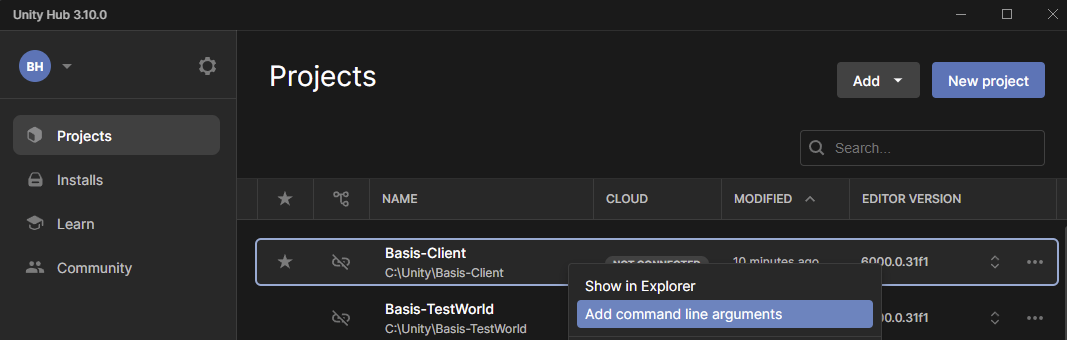 Unity Hub 3.10.0
BH
Projects
Installs
Learn
Community
Projects
Add
New project
Search...
NAME
CLOUD
MODIFIED
EDITOR VERSION
Basis-Client
C:\Unity\Basis-Client
NOT CONNECTED
10 minutes ago
6000.0.31f1
Show in Explorer
Add command line arguments
Basis-TestWorld
C:\Unity\Basis-TestWorld
00.0.31f1